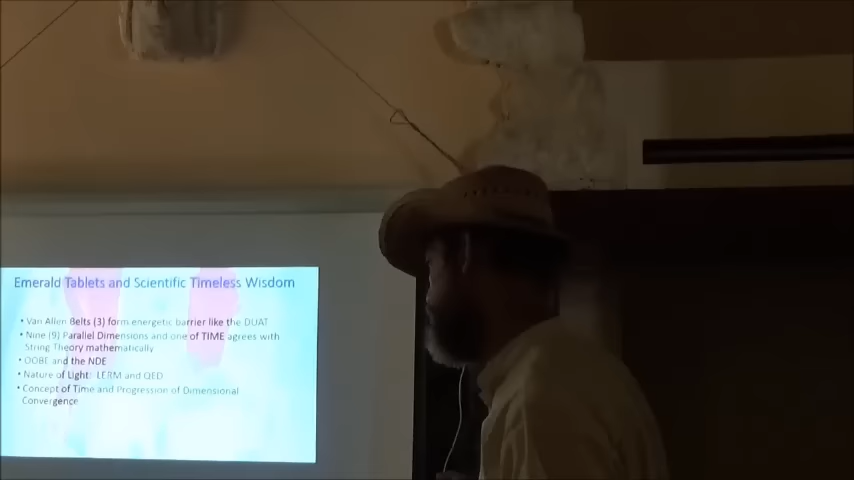 Emerald Tablets and Scientific Timeless Wisdom
• Van Allen Belts (3) form energetic barrier like the DUAT
• Nine (9) Parallel Dimensions and one of TIME agrees with
String Theory mathematically
• OOBE and the NDE
• Nature of Light: LERM and QED
• Concept of Time and Progression of Dimensional
Convergence